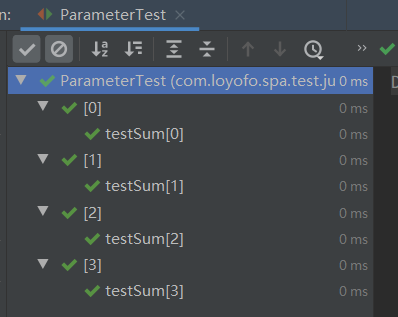 n: ParameterTest ×
ParameterTest (com.loyofo.spa.test.ju 0 ms
[0] 0 ms
testSum[0] 0 ms
[1] 0 ms
testSum[1] 0 ms
[2] 0 ms
testSum[2] 0 ms
[3] 0 ms
testSum[3] 0 ms